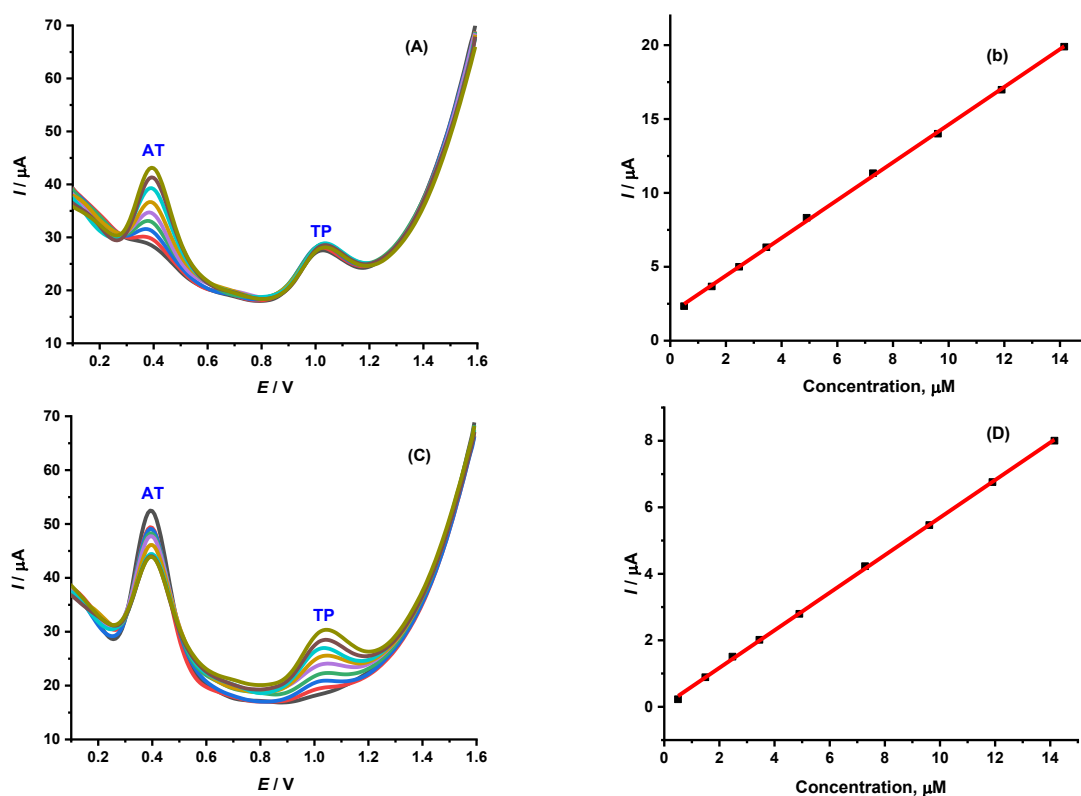 (A)
AT
TP
70
60
50
40
30
20
10
I / µA
0.2 0.4 0.6 0.8 1.0 1.2 1.4 1.6
E / V
(b)
20
15
10
5
0
I / µA
0 2 4 6 8 10 12 14
Concentration, µM
(C)
AT
TP
70
60
50
40
30
20
10
I / µA
0.2 0.4 0.6 0.8 1.0 1.2 1.4 1.6
E / V
(D)
8
6
4
2
0
I / µA
0 2 4 6 8 10 12 14
Concentration, µM